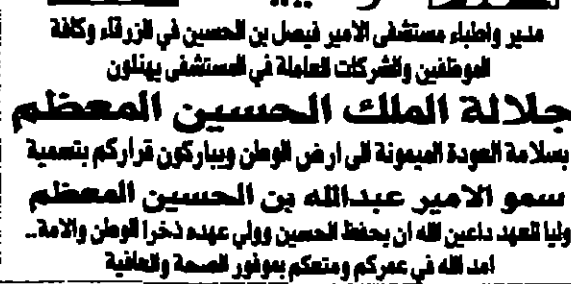 مدير واطباء مستشفى الامير فيصل بن الحسين في الزرقاء وكافة
الموظفين والشركات العاملة في المستشفى يهنئون
جلالة الملك الحسين المعظم
بسلامة العودة الميمونة الى ارض الوطن ويباركون قراركم بتسمية
سمو الامير عبدالله بن الحسين المعظم
وليا للعهد داعين الله ان يحفظ الحسين وولي عهده ذخرا للوطن والامة..
امد الله في عمركم ومتعكم بموفور الصحة والعافية